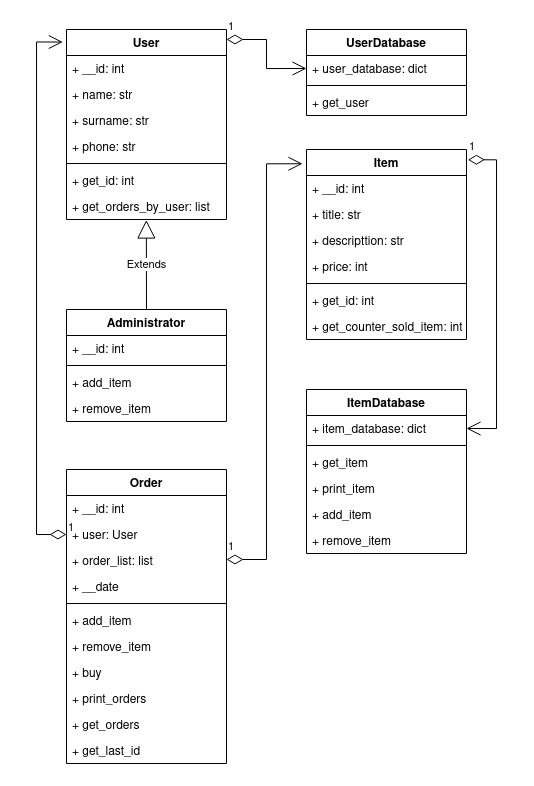 User
+ __id: int
+ name: str
+ surname: str
+ phone: str
+ get_id: int
+ get_orders_by_user: list
1
UserDatabase
+ user_database: dict
+ get_user
Extends
Administrator
+ __id: int
+ add_item
+ remove_item
1
Item
+ __id: int
+ title: str
+ descripttion: str
+ price: int
+ get_id: int
+ get_counter_sold_item: int
ItemDatabase
+ item_database: dict
+ get_item
+ print_item
+ add_item
+ remove_item
Order
+ __id: int
1
+ user: User
+ order_list: list
+ __date
+ add_item
+ remove_item
+ buy
+ print_orders
+ get_orders
+ get_last_id
1